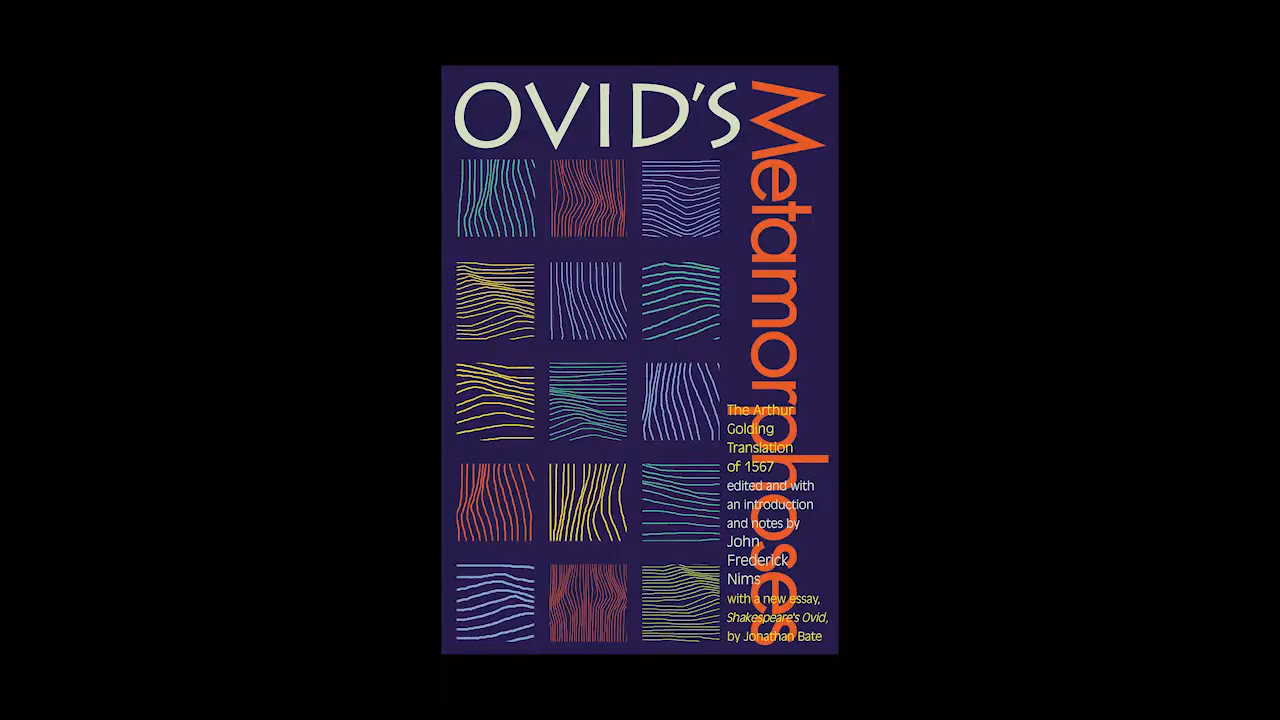 OVID'S
Metamorphoses
The Arthur
Golding
Translation
of 1567
edited and with
an introduction
and notes by
John
Frederick
Nims
with a new essay,
Shakespeare's Ovid,
by Jonathan Bate